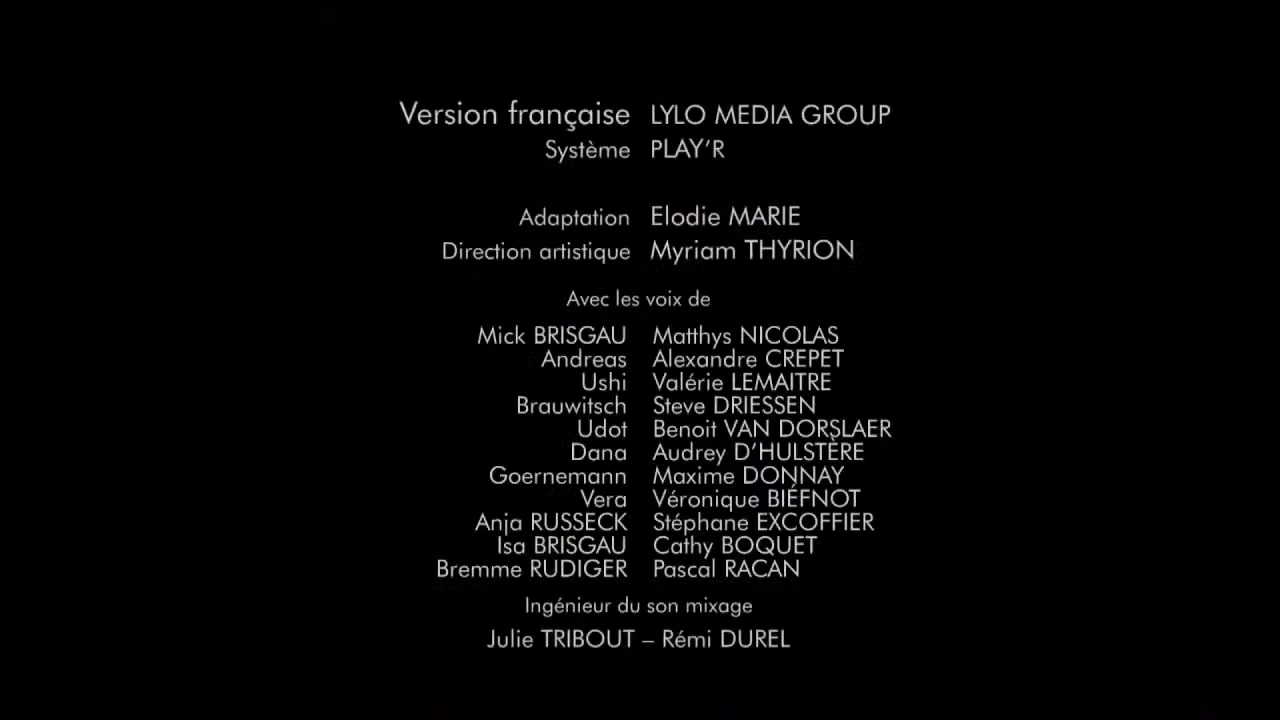 Version française LYLO MEDIA GROUP
Système PLAY’R
Adaptation Elodie MARIE
Direction artistique Myriam THYRION
Avec les voix de
Mick BRISGAU Matthys NICOLAS
Andreas Alexandre CREPET
Ushi Valérie LEMAITRE
Brauwitsch Steve DRIESSEN
Udot Benoit VAN DORSLAER
Dana Audrey D’HULSTÈRE
Goernemann Maxime DONNAY
Vera Véronique BIÉFNOT
Anja RUSSECK Stéphane EXCOFFIER
Isa BRISGAU Cathy BOQUET
Bremme RUDIGER Pascal RACAN
Ingénieur du son mixage
Julie TRIBOUT – Rémi DUREL